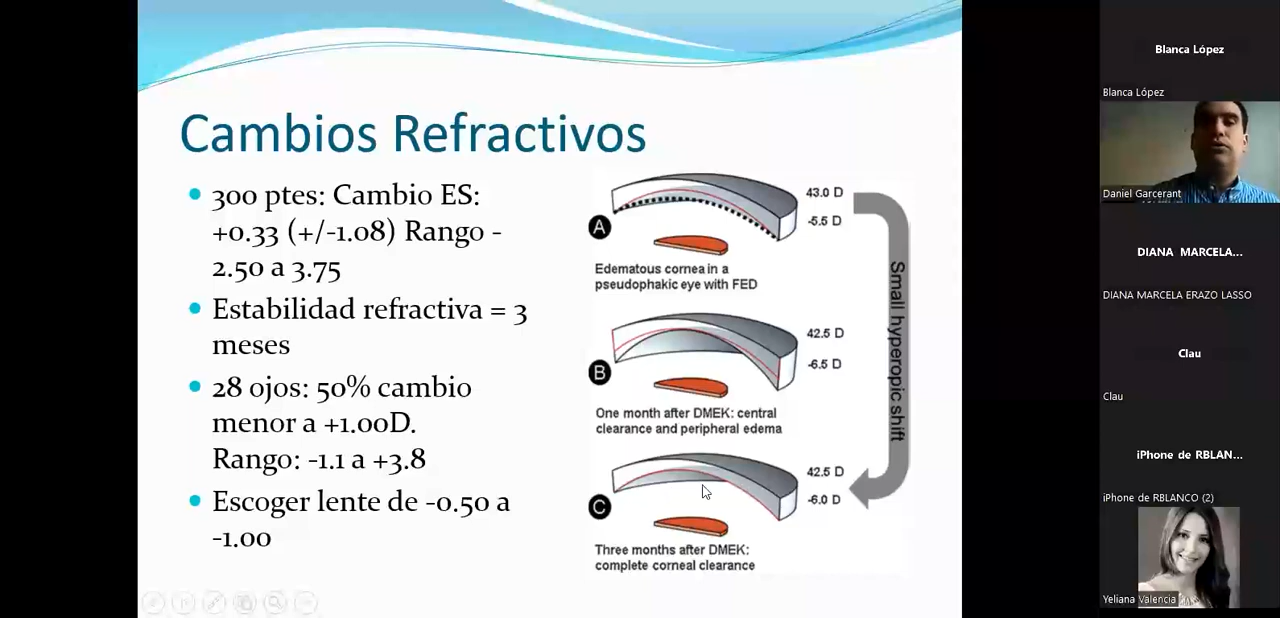 Cambios Refractivos
300 ptes: Cambio ES:
+0.33 (+/-1.08) Rango -
2.50 a 3.75
Estabilidad refractiva = 3
meses
28 ojos: 50% cambio
menor a +1.00D.
Rango: -1.1 a +3.8
Escoger lente de -0.50 a
-1.00
43.0 D
-5.5 D
A
Edematous cornea in a
pseudophakic eye with FED
42.5 D
-6.5 D
B
One month after DMEK: central
clearance and peripheral edema
42.5 D
-6.0 D
C
Three months after DMEK:
complete corneal clearance
Small hyperopic shift
Blanca López
Blanca López
Daniel Garcerant
DIANA MARCELA...
DIANA MARCELA ERAZO LASSO
Clau
Clau
iPhone de RBLAN...
iPhone de RBLANCO (2)
Yeliana Valencia